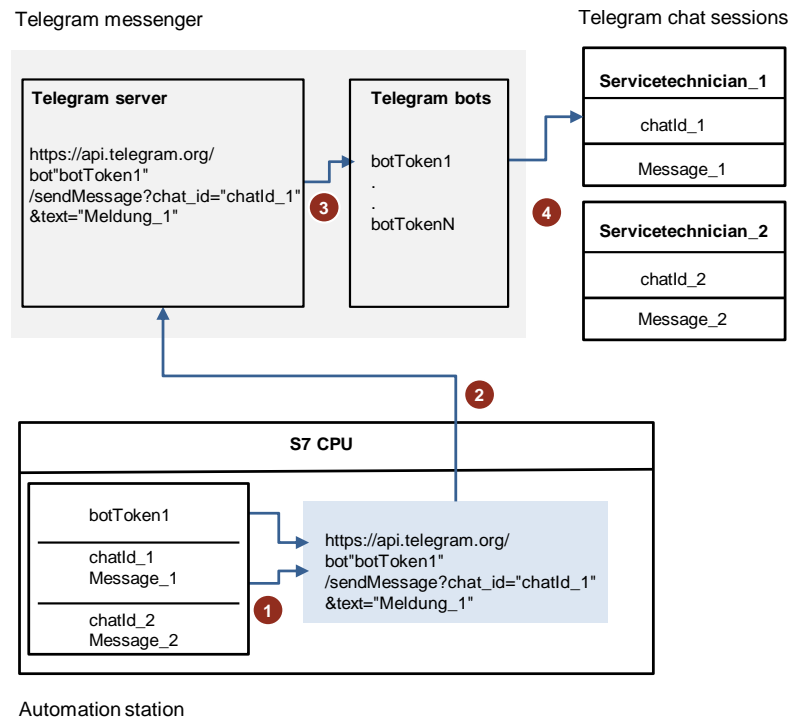 Telegram messenger
Telegram chat sessions
Telegram server
https://api.telegram.org/
bot"botToken1"
/sendMessage?chat_id="chatId_1"
&text="Meldung_1"
3
Telegram bots
botToken1
.
.
botTokenN
4
Servicetechnician_1
chatId_1
Message_1
Servicetechnician_2
chatId_2
Message_2
2
S7 CPU
botToken1
chatId_1
Message_1
chatId_2
Message_2
1
https://api.telegram.org/
bot"botToken1"
/sendMessage?chat_id="chatId_1"
&text="Meldung_1"
Automation station